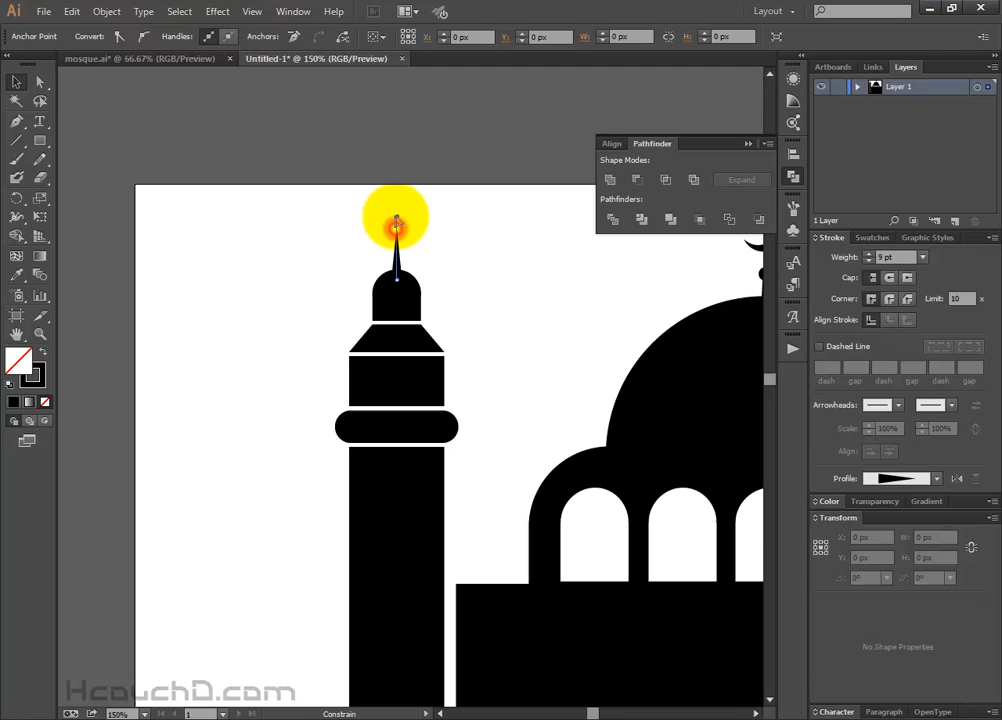 Ai File Edit Object Type Select Effect View Window Help Br Layout
Anchor Point Convert: Handles: Anchors: X: 0 px Y: 0 px W: 0 px H: 0 px
mosque.ai* @ 66.67% (RGB/Preview) × Untitled-1* @ 150% (RGB/Preview) ×
Artboards Links Layers
Layer 1
Align Pathfinder
Shape Modes:
Expand
Pathfinders:
1 Layer
Stroke Swatches Graphic Styles
Weight: 9 pt
Cap:
Corner: Limit: 10 x
Align Stroke:
Dashed Line
dash gap dash gap dash gap
Arrowheads:
Scale: 100% 100%
Align:
Profile:
Color Transparency Gradient
Transform
X: 0 px W: 0 px
Y: 0 px H: 0 px
0° 0°
No Shape Properties
HcouchD.com
150% 1 Constrain
Character Paragraph OpenType